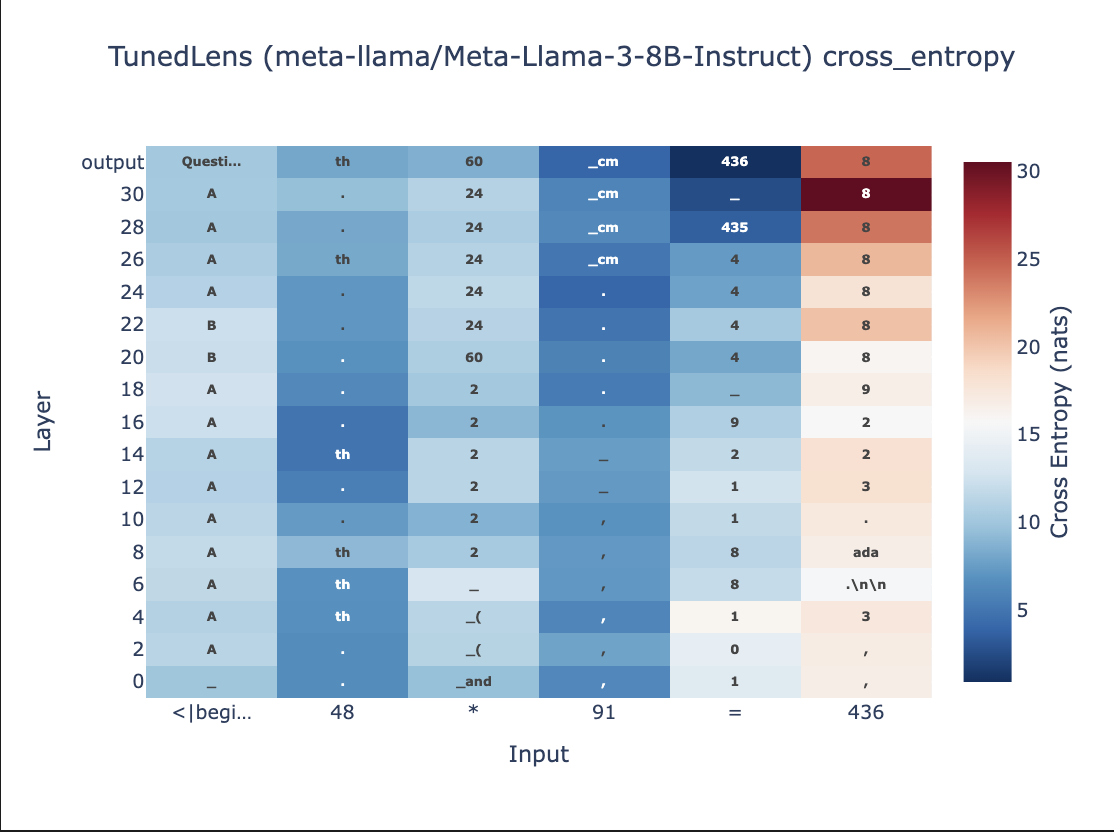 TunedLens (meta-llama/Meta-Llama-3-8B-Instruct) cross_entropy
output Questi... th 60 _cm 436 8
30 A . 24 _cm _ 8
28 A . 24 _cm 435 8
26 A th 24 _cm 4 8
24 A . 24 . 4 8
22 B . 24 . 4 8
20 B . 60 . 4 8
18 A . 2 . _ 9
16 A . 2 . 9 2
14 A th 2 _ 2 2
12 A . 2 _ 1 3
10 A . 2 , 1 .
8 A th 2 , 8 ada
6 A th _ , 8 .\n\n
4 A th _( , 1 3
2 A . _( , 0 ,
0 _ . _and , 1 ,
<|begi... 48 * 91 = 436
Input
Layer
30
25
20
15
10
5
Cross Entropy (nats)